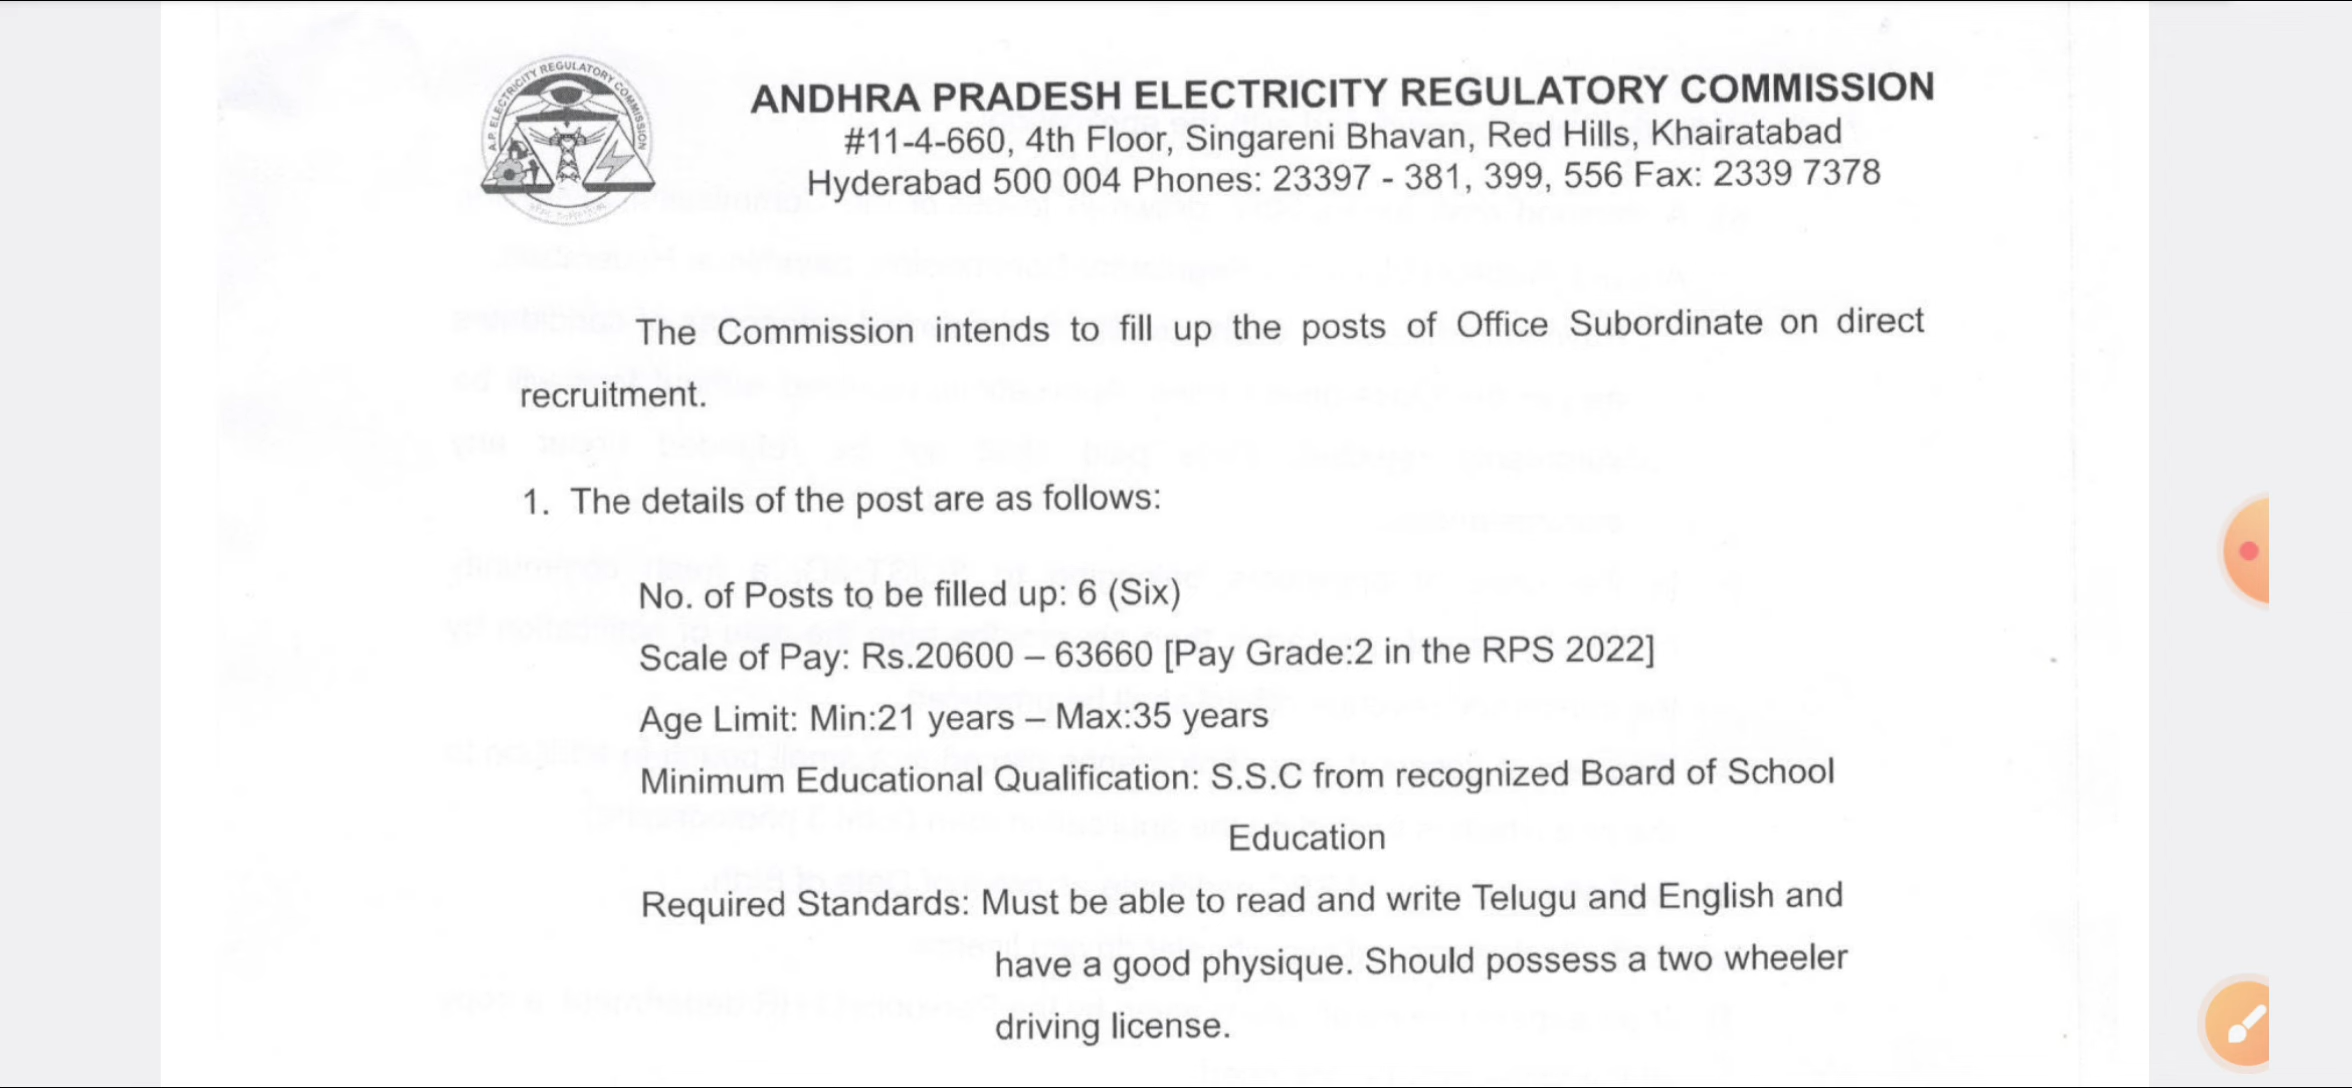 A.P. ELECTRICITY REGULATORY COMMISSION
ANDHRA PRADESH ELECTRICITY REGULATORY COMMISSION
#11-4-660, 4th Floor, Singareni Bhavan, Red Hills, Khairatabad
Hyderabad 500 004 Phones: 23397 - 381, 399, 556 Fax: 2339 7378
The Commission intends to fill up the posts of Office Subordinate on direct
recruitment.
1. The details of the post are as follows:
No. of Posts to be filled up: 6 (Six)
Scale of Pay: Rs.20600 – 63660 [Pay Grade:2 in the RPS 2022]
Age Limit: Min:21 years – Max:35 years
Minimum Educational Qualification: S.S.C from recognized Board of School
Education
Required Standards: Must be able to read and write Telugu and English and
have a good physique. Should possess a two wheeler
driving license.